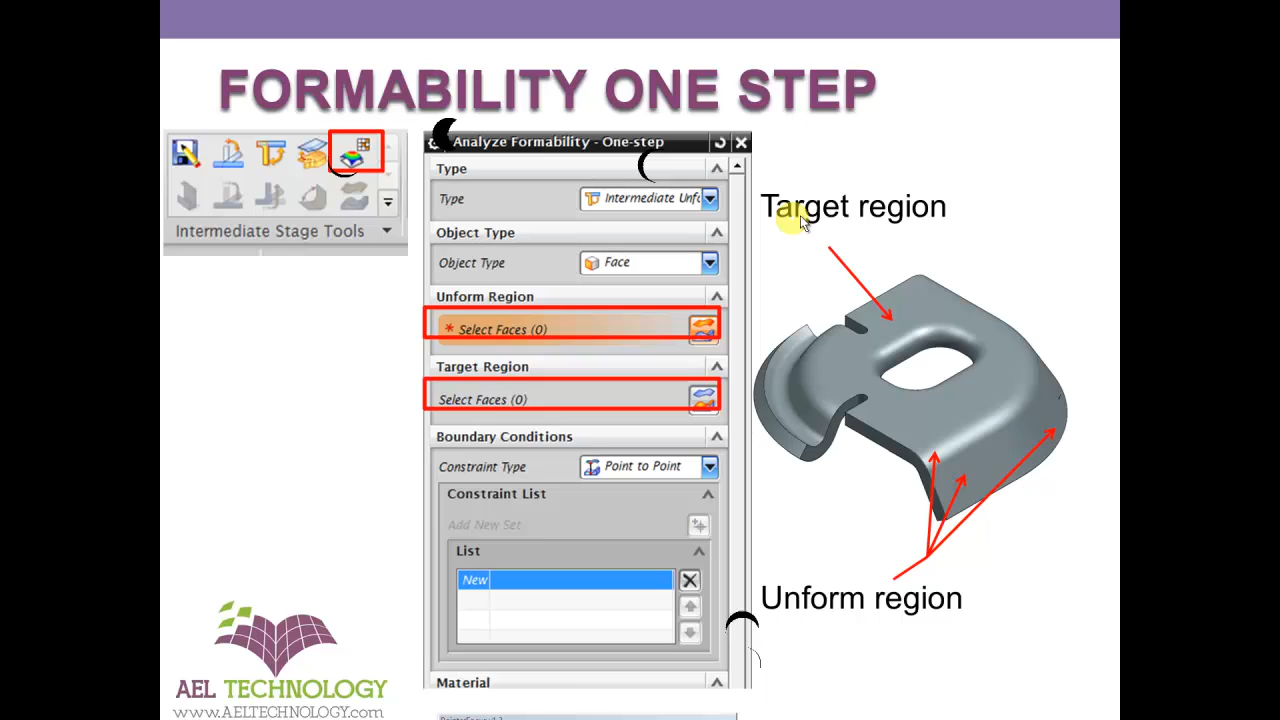 FORMABILITY ONE STEP
Intermediate Stage Tools
Analyze Formability - One-step
Type
Type
Intermediate Unfo
Object Type
Object Type
Face
Unform Region
* Select Faces (0)
Target Region
Select Faces (0)
Boundary Conditions
Constraint Type
Point to Point
Constraint List
Add New Set
List
New
Material
Target region
Unform region
AEL TECHNOLOGY
www.AELTECHNOLOGY.com